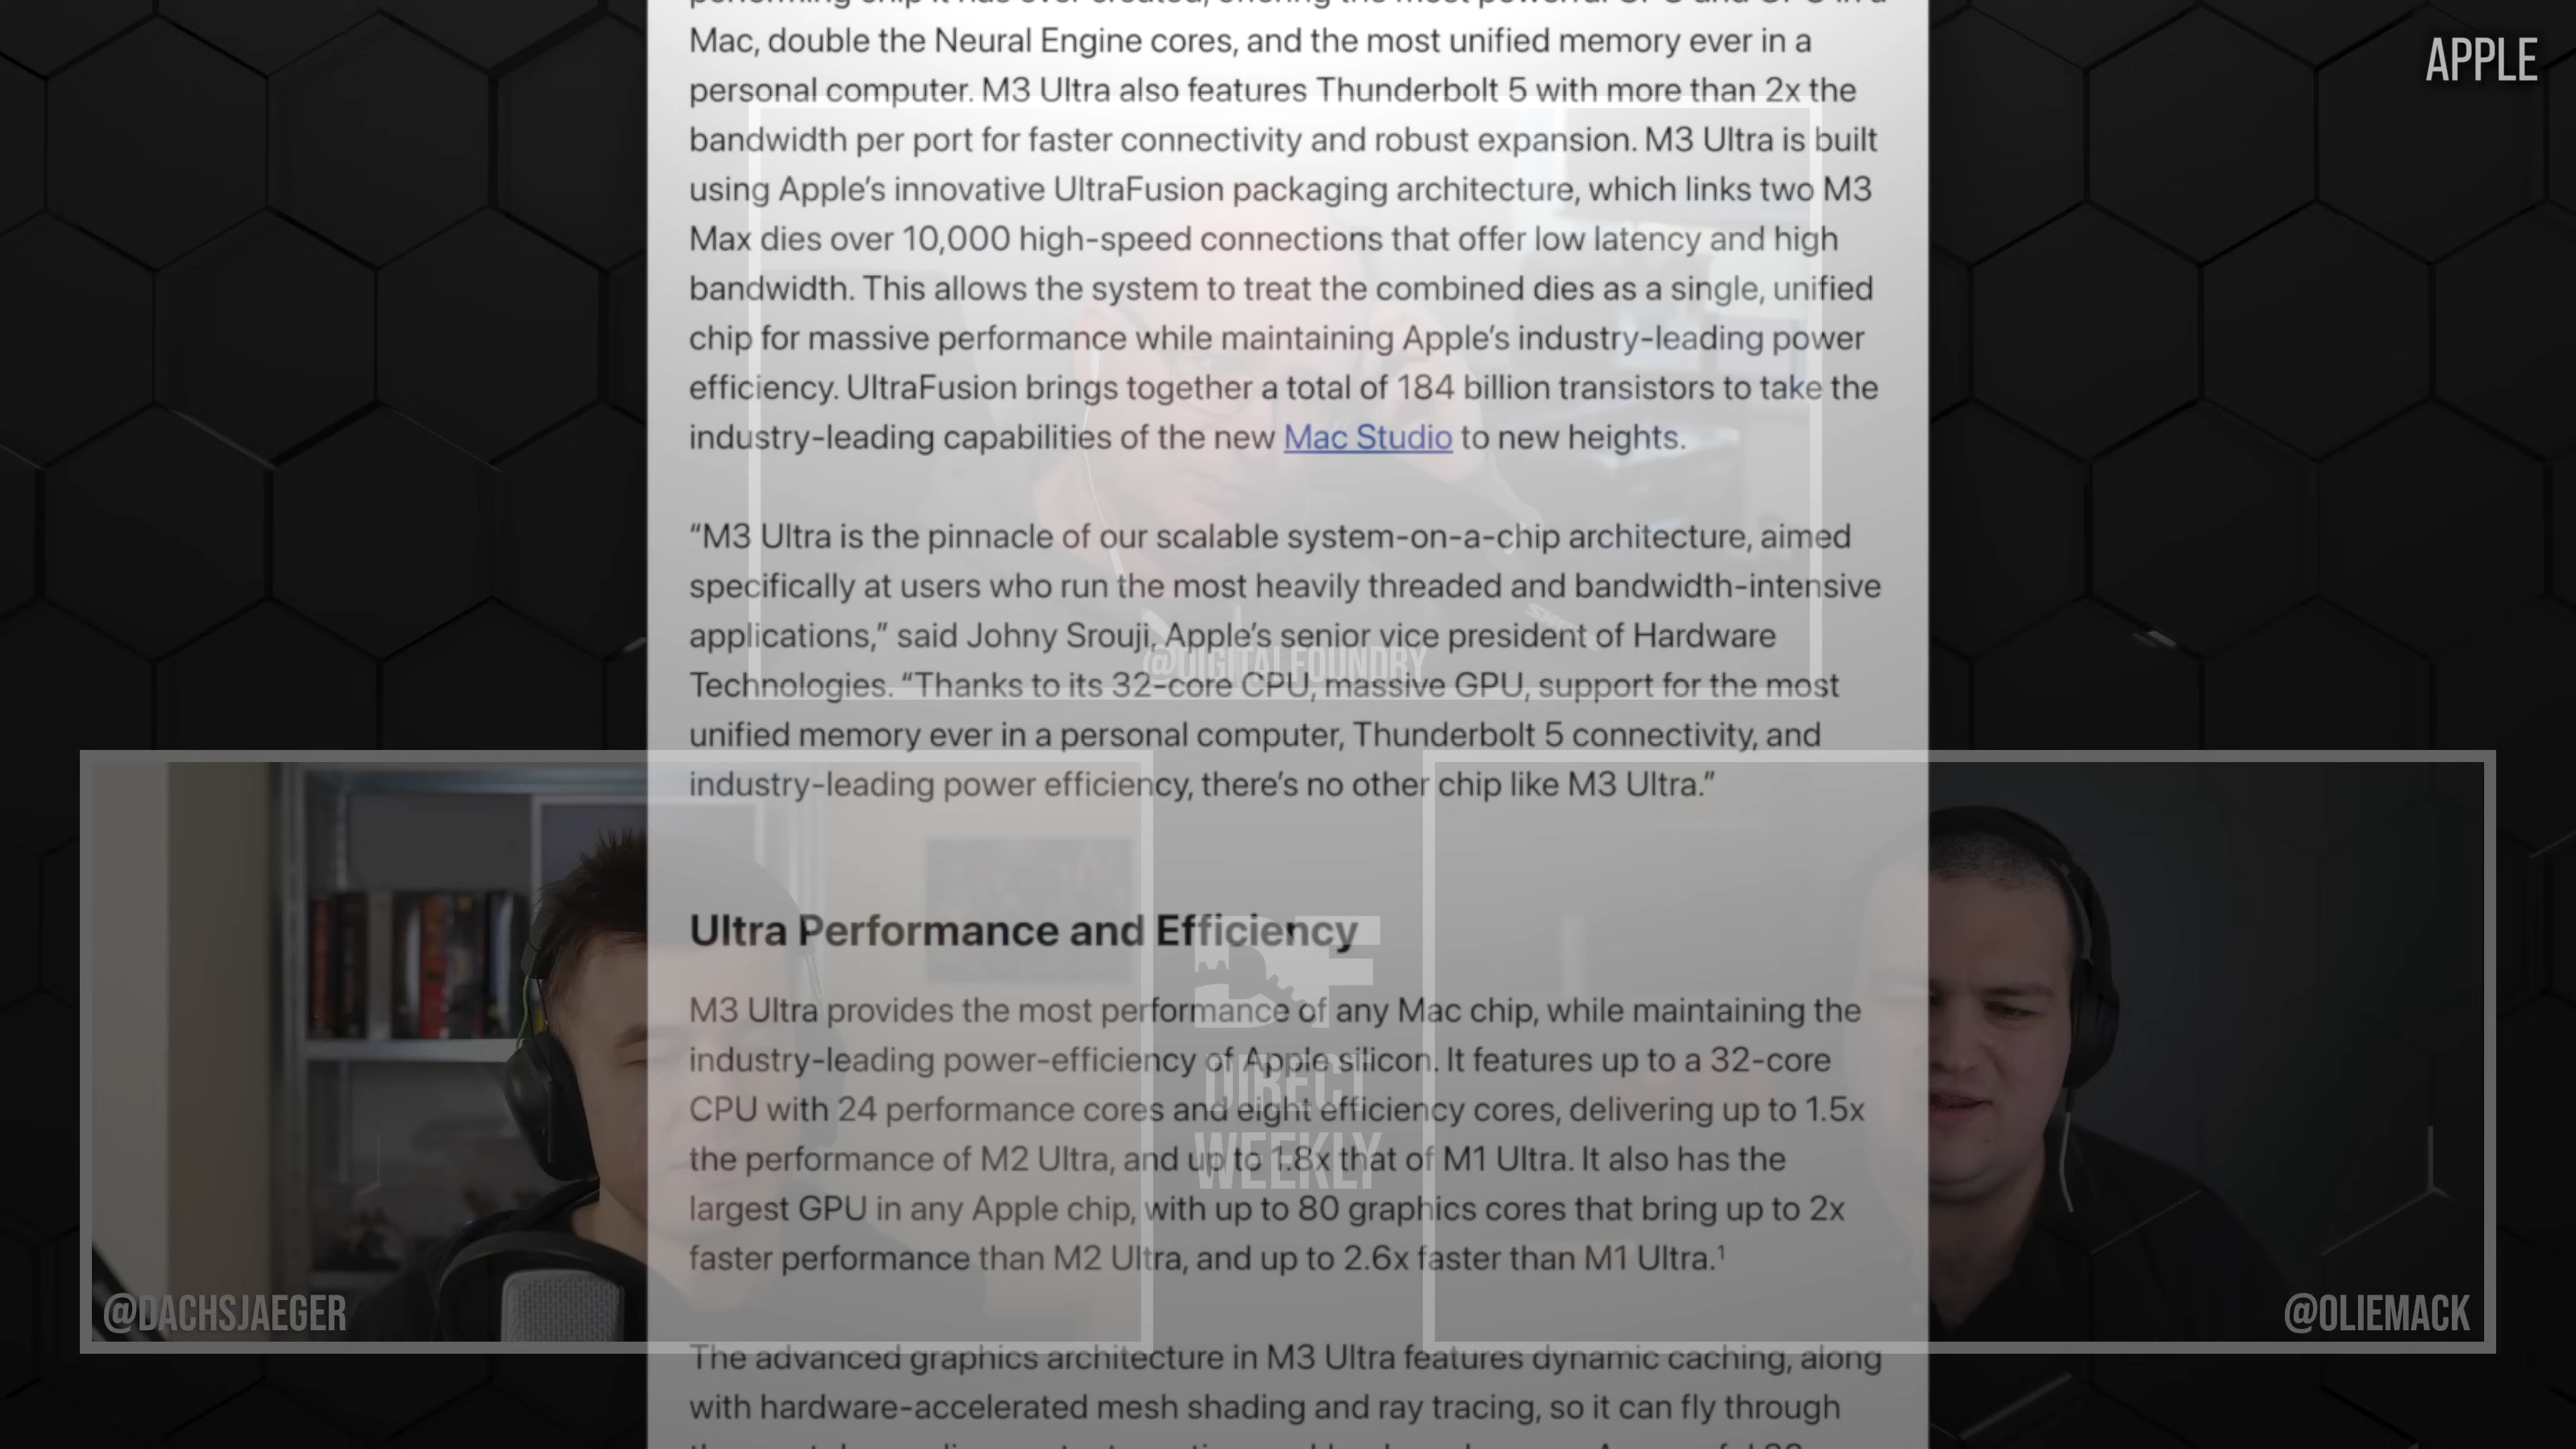 APPLE
Mac, double the Neural Engine cores, and the most unified memory ever in a
personal computer. M3 Ultra also features Thunderbolt 5 with more than 2x the
bandwidth per port for faster connectivity and robust expansion. M3 Ultra is built
using Apple’s innovative UltraFusion packaging architecture, which links two M3
Max dies over 10,000 high-speed connections that offer low latency and high
bandwidth. This allows the system to treat the combined dies as a single, unified
chip for massive performance while maintaining Apple’s industry-leading power
efficiency. UltraFusion brings together a total of 184 billion transistors to take the
industry-leading capabilities of the new Mac Studio to new heights.
“M3 Ultra is the pinnacle of our scalable system-on-a-chip architecture, aimed
specifically at users who run the most heavily threaded and bandwidth-intensive
applications,” said Johny Srouji, Apple’s senior vice president of Hardware
@DIGITALFOUNDRY
Technologies. “Thanks to its 32-core CPU, massive GPU, support for the most
unified memory ever in a personal computer, Thunderbolt 5 connectivity, and
industry-leading power efficiency, there’s no other chip like M3 Ultra.”
Ultra Performance and Efficiency
DF
DIRECT
WEEKLY
M3 Ultra provides the most performance of any Mac chip, while maintaining the
industry-leading power-efficiency of Apple silicon. It features up to a 32-core
CPU with 24 performance cores and eight efficiency cores, delivering up to 1.5x
the performance of M2 Ultra, and up to 1.8x that of M1 Ultra. It also has the
largest GPU in any Apple chip, with up to 80 graphics cores that bring up to 2x
faster performance than M2 Ultra, and up to 2.6x faster than M1 Ultra.¹
@DACHSJAEGER
@OLIEMACK
The advanced graphics architecture in M3 Ultra features dynamic caching, along
with hardware-accelerated mesh shading and ray tracing, so it can fly through